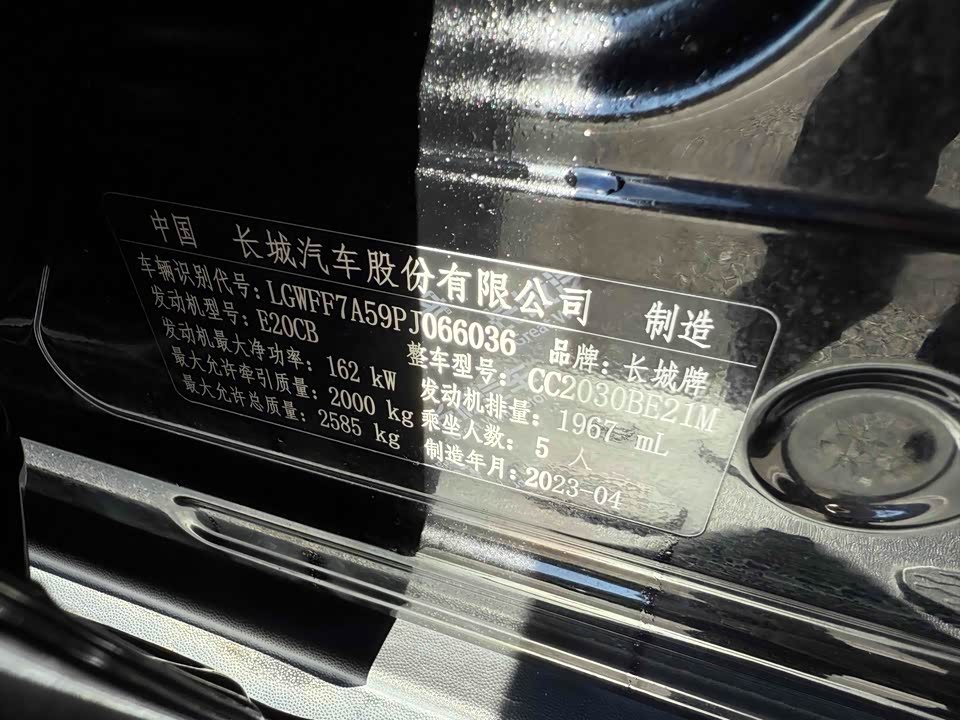 中国 长城汽车股份有限公司 制造
车辆识别代号：LGWFF7A59PJ066036 品牌：长城牌
发动机型号：E20CB 整车型号：CC2030BE21M
发动机最大净功率：162 kW 发动机排量：1967 mL
最大允许牵引质量：2000 kg 乘坐人数：5 人
最大允许总质量：2585 kg 制造年月：2023-04